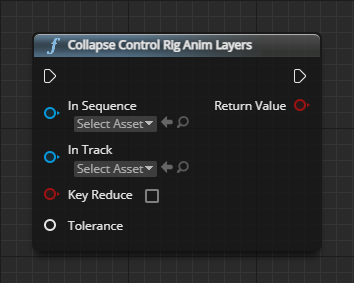 Collapse Control Rig Anim Layers
In Sequence
Return Value
Select Asset
In Track
Select Asset
Key Reduce
Tolerance